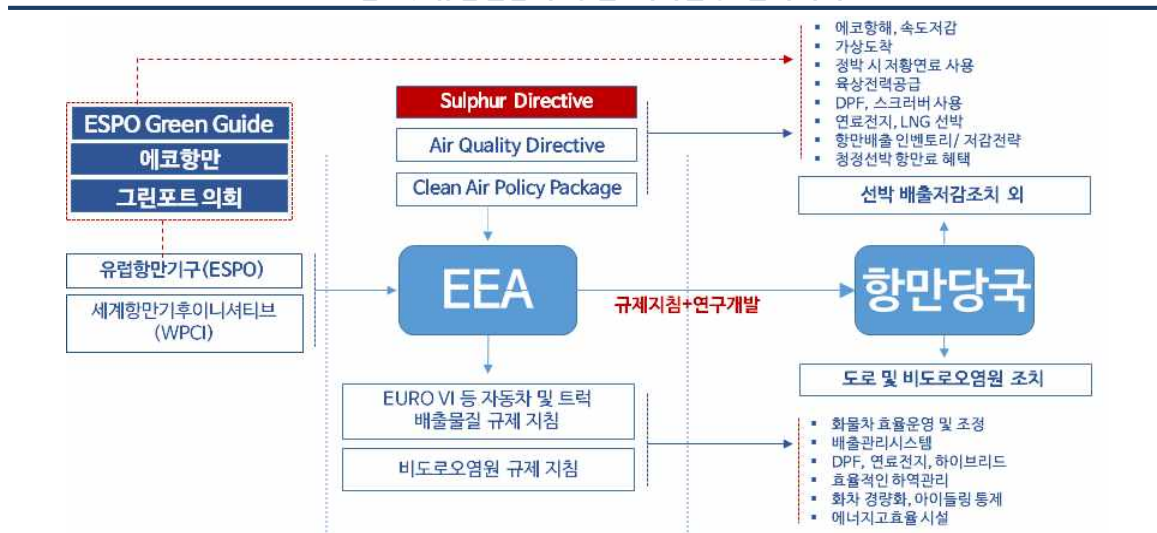 ESPO Green Guide
에코항만
그린포트 의회
유럽항만기구(ESPO)
세계항만기후이니셔티브
(WPCI)
Sulphur Directive
Air Quality Directive
Clean Air Policy Package
EEA
EURO VI 등 자동차 및 트럭
배출물질 규제 지침
비도로오염원 규제 지침
규제지침+연구개발
▪ 에코항해, 속도저감
▪ 가상도착
▪ 정박 시 저황연료 사용
▪ 육상전력공급
▪ DPF, 스크러버 사용
▪ 연료전지, LNG 선박
▪ 항만배출 인벤토리/ 저감전략
▪ 청정선박 항만료 혜택
선박 배출저감조치 외
항만당국
도로 및 비도로오염원 조치
▪ 화물차 효율운영 및 조정
▪ 배출관리시스템
▪ DPF, 연료전지, 하이브리드
▪ 효율적인 하역관리
▪ 화차 경량화, 아이들링 통제
▪ 에너지고효율 시설